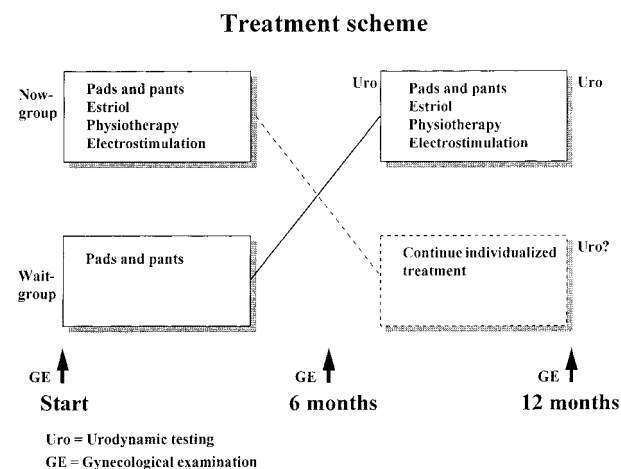 Treatment scheme
Now-
group
Pads and pants
Estriol
Physiotherapy
Electrostimulation
Uro
Pads and pants
Estriol
Physiotherapy
Electrostimulation
Uro
Wait-
group
Pads and pants
Continue individualized
treatment
Uro?
GE
GE
GE
Start
6 months
12 months
Uro = Urodynamic testing
GE = Gynecological examination